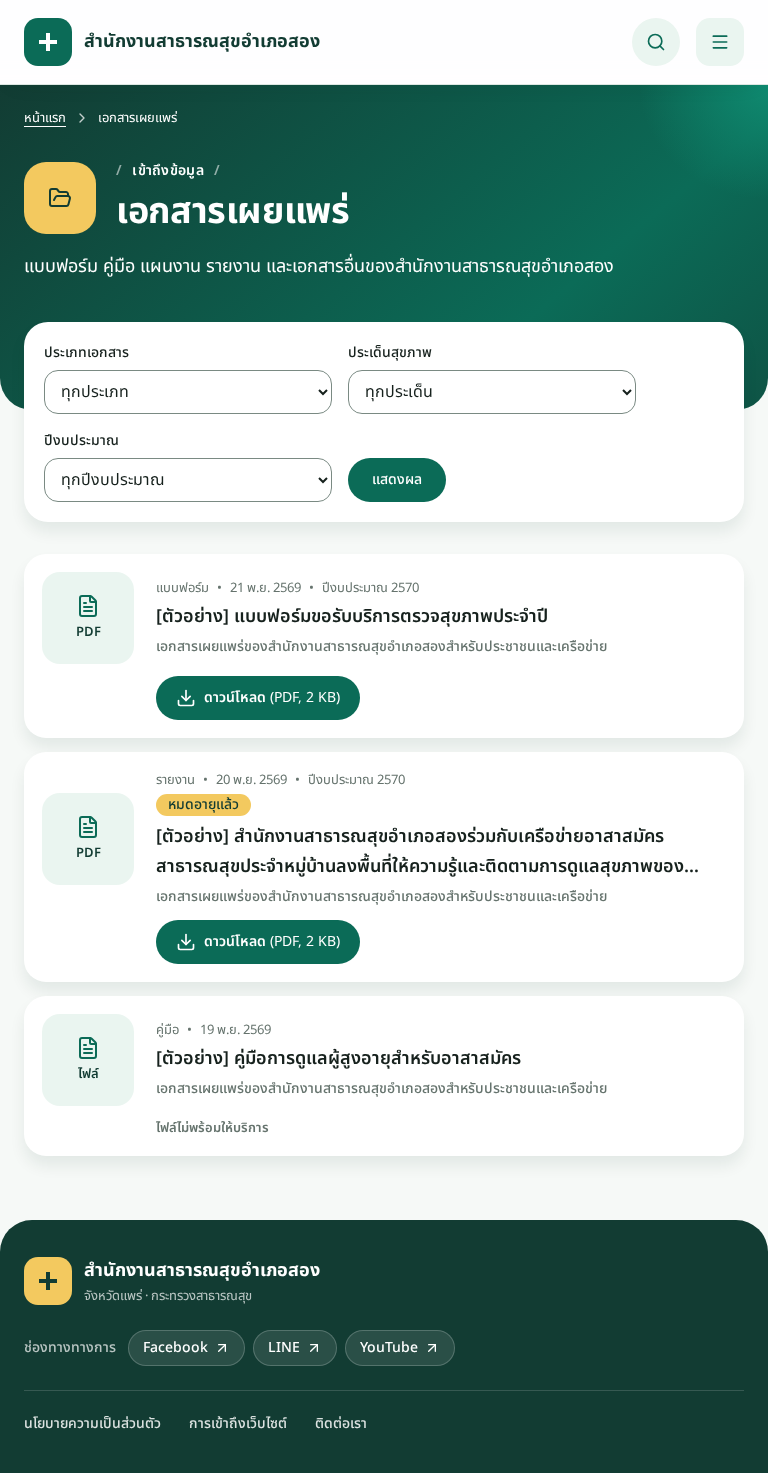 สำนักงานสาธารณสุขอำเภอสอง
หน้าแรก > เอกสารเผยแพร่
/ เข้าถึงข้อมูล /
เอกสารเผยแพร่
แบบฟอร์ม คู่มือ แผนงาน รายงาน และเอกสารอื่นของสำนักงานสาธารณสุขอำเภอสอง
ประเภทเอกสาร ประเด็นสุขภาพ
ทุกประเภท ทุกประเด็น
ปีงบประมาณ
ทุกปีงบประมาณ แสดงผล
แบบฟอร์ม • 21 พ.ย. 2569 • ปีงบประมาณ 2570
PDF
[ตัวอย่าง] แบบฟอร์มขอรับบริการตรวจสุขภาพประจำปี
เอกสารเผยแพร่ของสำนักงานสาธารณสุขอำเภอสองสำหรับประชาชนและเครือข่าย
ดาวน์โหลด (PDF, 2 KB)
รายงาน • 20 พ.ย. 2569 • ปีงบประมาณ 2570
หมดอายุแล้ว
PDF
[ตัวอย่าง] สำนักงานสาธารณสุขอำเภอสองร่วมกับเครือข่ายอาสาสมัคร
สาธารณสุขประจำหมู่บ้านลงพื้นที่ให้ความรู้และติดตามการดูแลสุขภาพของ...
เอกสารเผยแพร่ของสำนักงานสาธารณสุขอำเภอสองสำหรับประชาชนและเครือข่าย
ดาวน์โหลด (PDF, 2 KB)
คู่มือ • 19 พ.ย. 2569
ไฟล์
[ตัวอย่าง] คู่มือการดูแลผู้สูงอายุสำหรับอาสาสมัคร
เอกสารเผยแพร่ของสำนักงานสาธารณสุขอำเภอสองสำหรับประชาชนและเครือข่าย
ไฟล์ไม่พร้อมให้บริการ
สำนักงานสาธารณสุขอำเภอสอง
จังหวัดแพร่ · กระทรวงสาธารณสุข
ช่องทางทางการ Facebook LINE YouTube
นโยบายความเป็นส่วนตัว การเข้าถึงเว็บไซต์ ติดต่อเรา